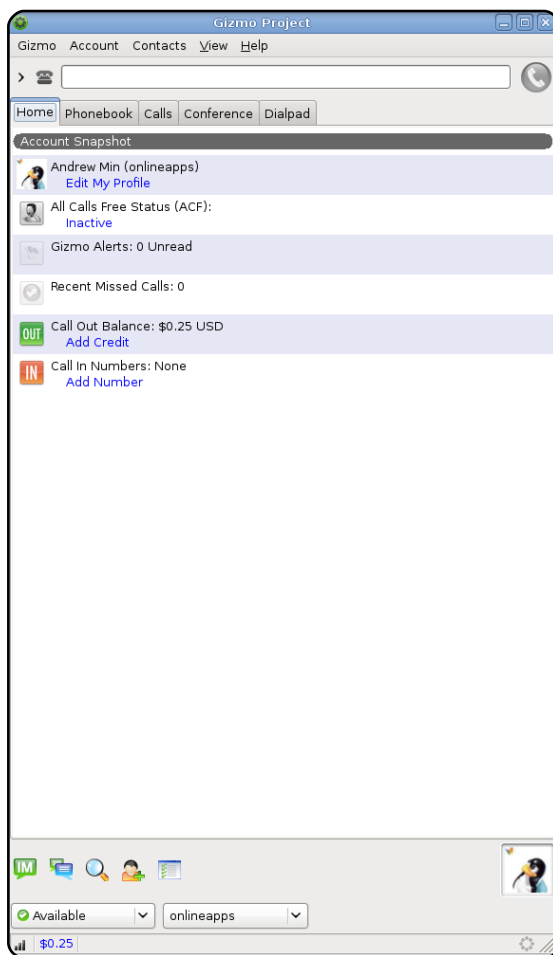 Gizmo Project
Gizmo Account Contacts View Help
Home Phonebook Calls Conference Dialpad
Account Snapshot
Andrew Min (onlineapps)
Edit My Profile
All Calls Free Status (ACF):
Inactive
Gizmo Alerts: 0 Unread
Recent Missed Calls: 0
OUT Call Out Balance: $0.25 USD
Add Credit
IN Call In Numbers: None
Add Number
IM
Available onlineapps
$0.25